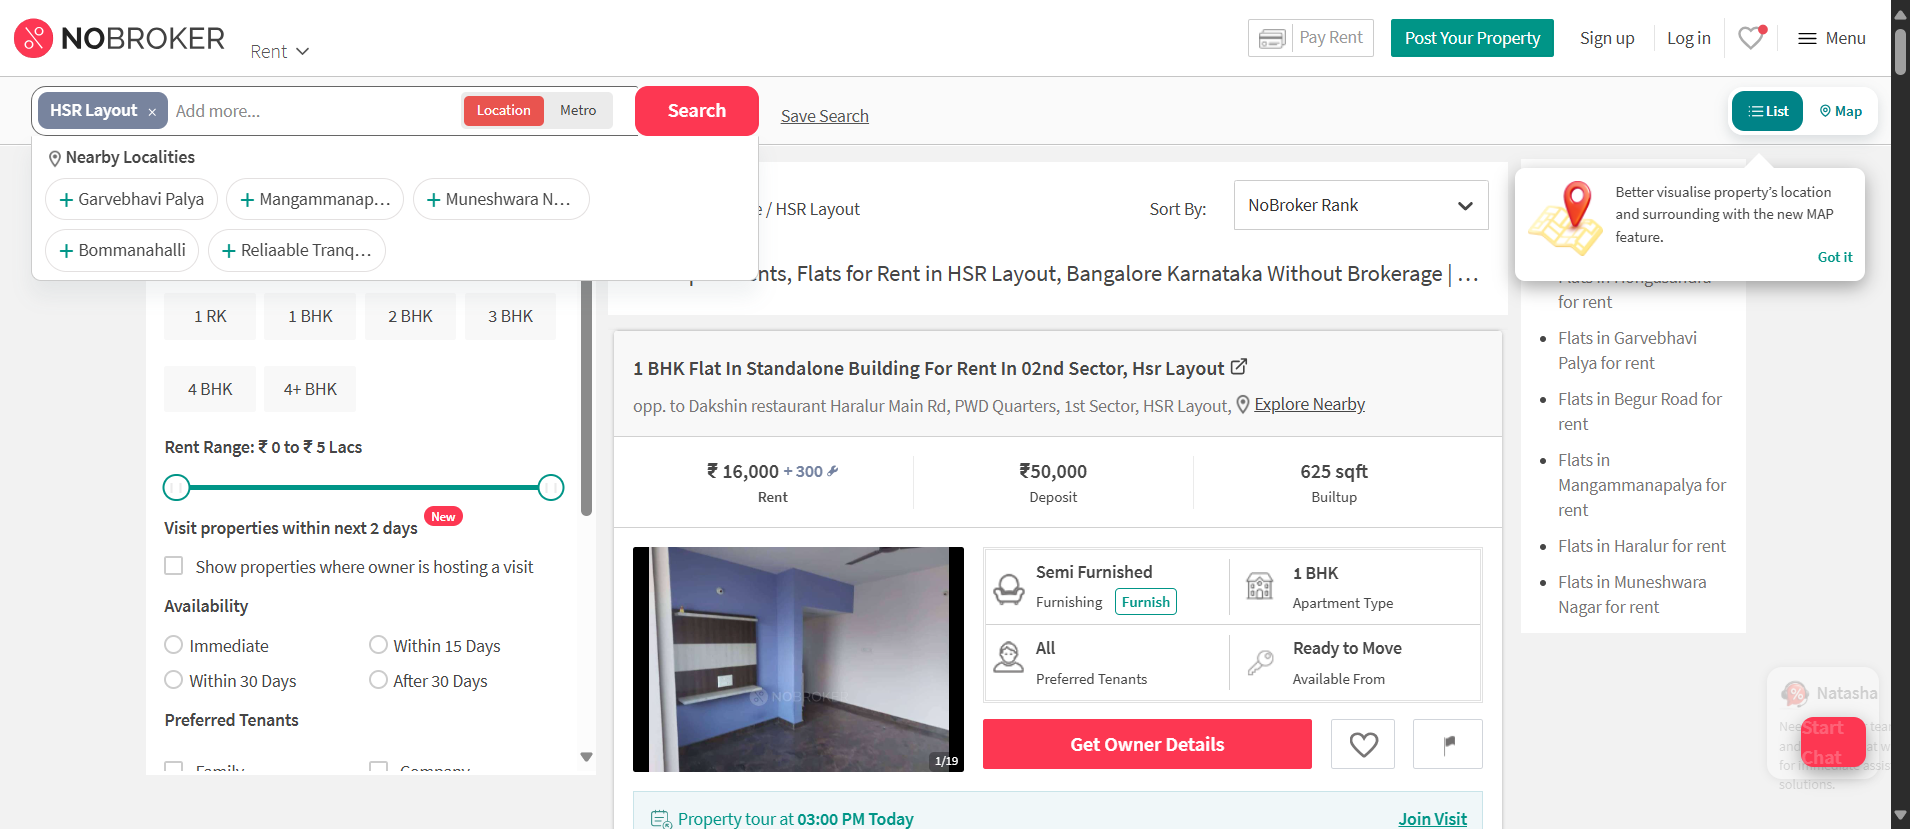 NOBROKER
Rent
Pay Rent
Post Your Property
Sign up
Log in
Menu
HSR Layout ×
Add more...
Location
Metro
Search
Save Search
List
Map
Nearby Localities
+ Garvebhavi Palya
+ Mangammanap...
+ Muneshwara N...
+ Bommanahalli
+ Reliaable Tranq...
e / HSR Layout
Sort By:
NoBroker Rank
nts, Flats for Rent in HSR Layout, Bangalore Karnataka Without Brokerage | ...
Better visualise property's location
and surrounding with the new MAP
feature.
Got it
1 RK
1 BHK
2 BHK
3 BHK
4 BHK
4+ BHK
Rent Range: ₹ 0 to ₹ 5 Lacs
Visit properties within next 2 days
New
Show properties where owner is hosting a visit
Availability
Immediate
Within 15 Days
Within 30 Days
After 30 Days
Preferred Tenants
Family
Company
1 BHK Flat In Standalone Building For Rent In 02nd Sector, Hsr Layout
opp. to Dakshin restaurant Haralur Main Rd, PWD Quarters, 1st Sector, HSR Layout,
Explore Nearby
₹ 16,000 + 300
Rent
₹50,000
Deposit
625 sqft
Builtup
NOBROKER
1/19
Semi Furnished
Furnishing
Furnish
1 BHK
Apartment Type
All
Preferred Tenants
Ready to Move
Available From
Get Owner Details
Property tour at 03:00 PM Today
Join Visit
Flats in Hongasandra
for rent
Flats in Garvebhavi
Palya for rent
Flats in Begur Road for
rent
Flats in
Mangammanapalya for
rent
Flats in Haralur for rent
Flats in Muneshwara
Nagar for rent
Natasha
Start
Chat
solutions.